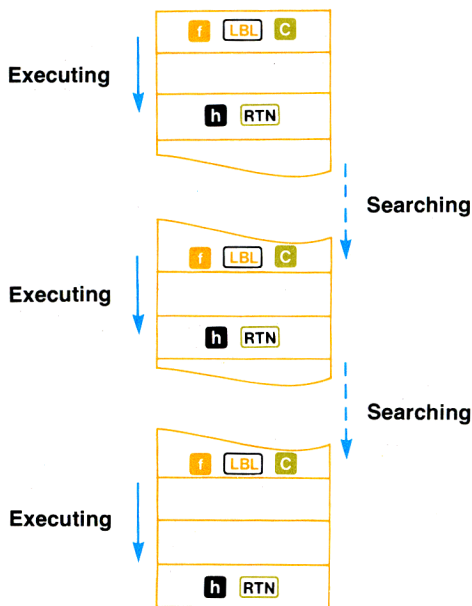 f LBL C
Executing
h RTN
Searching
f LBL C
Executing
h RTN
Searching
f LBL C
Executing
h RTN